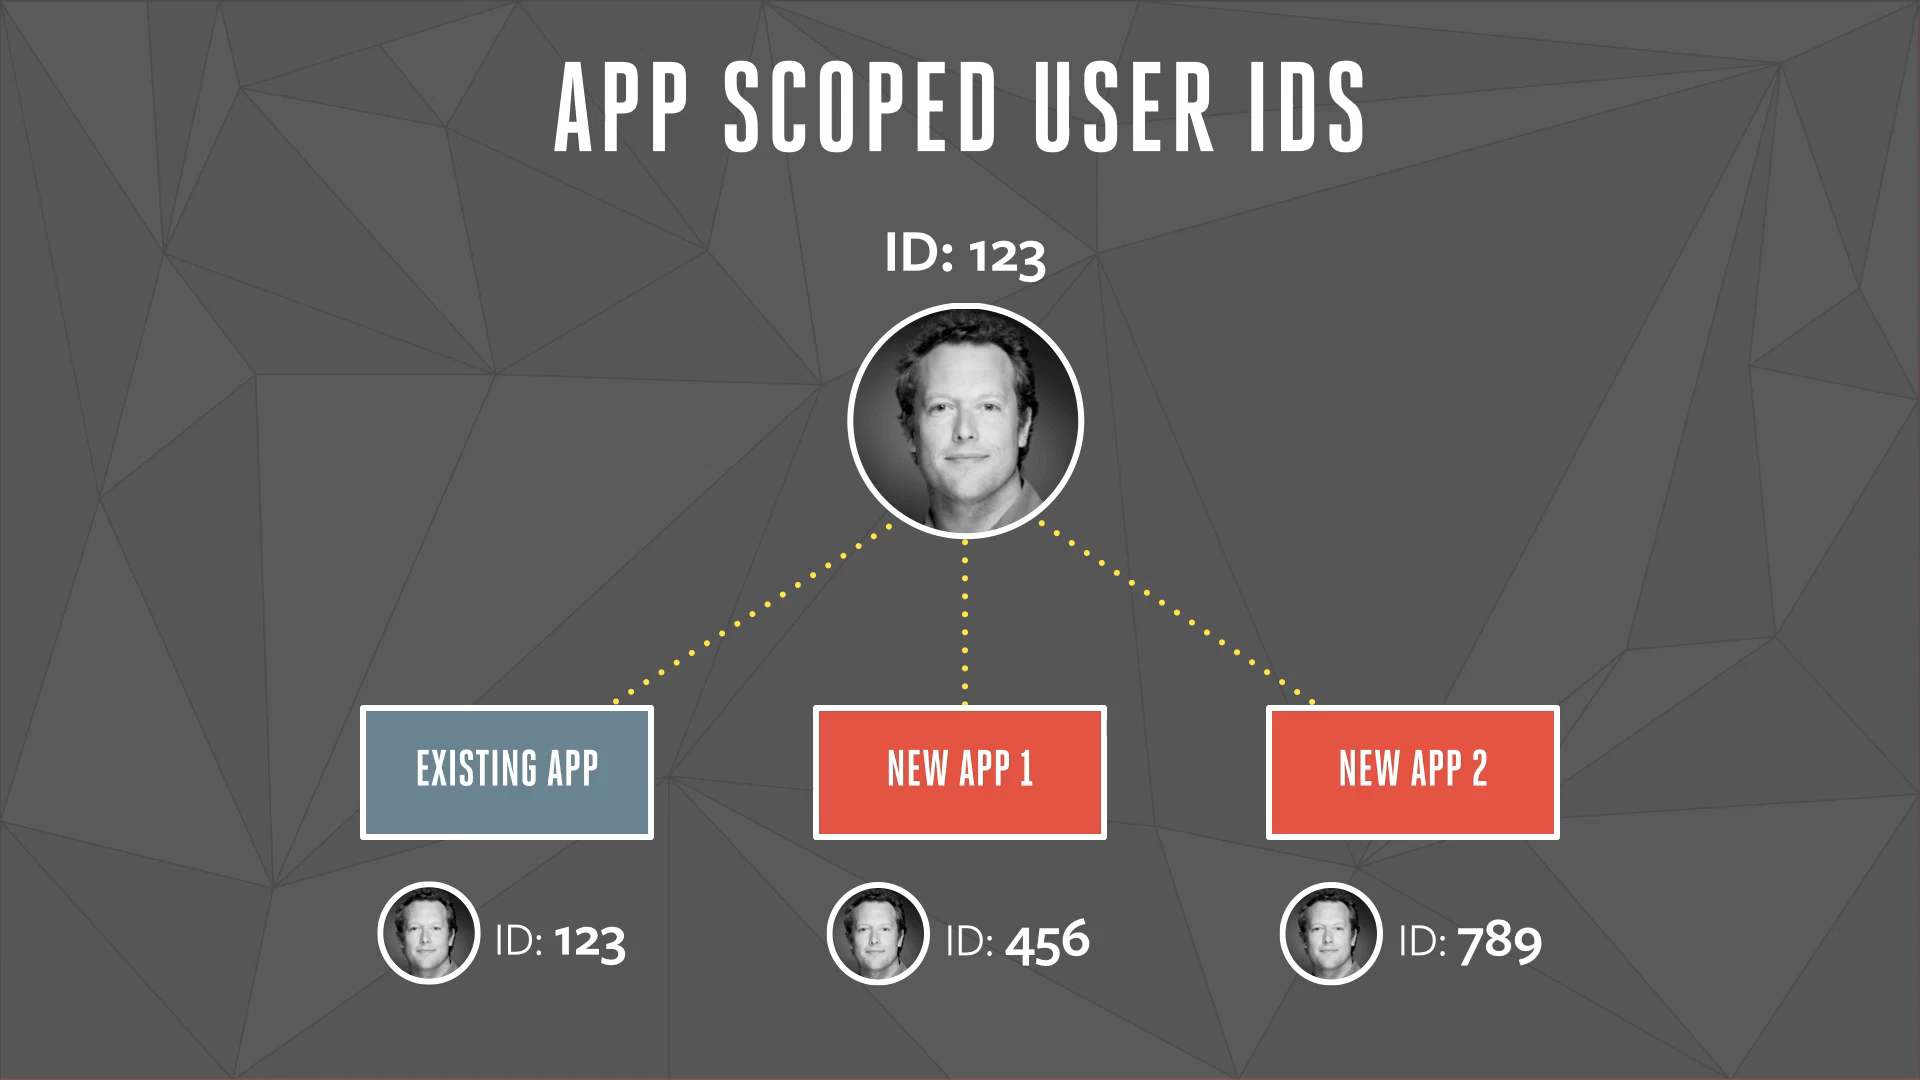 APP SCOPED USER IDS
ID: 123
EXISTING APP
NEW APP 1
NEW APP 2
ID: 123
ID: 456
ID: 789